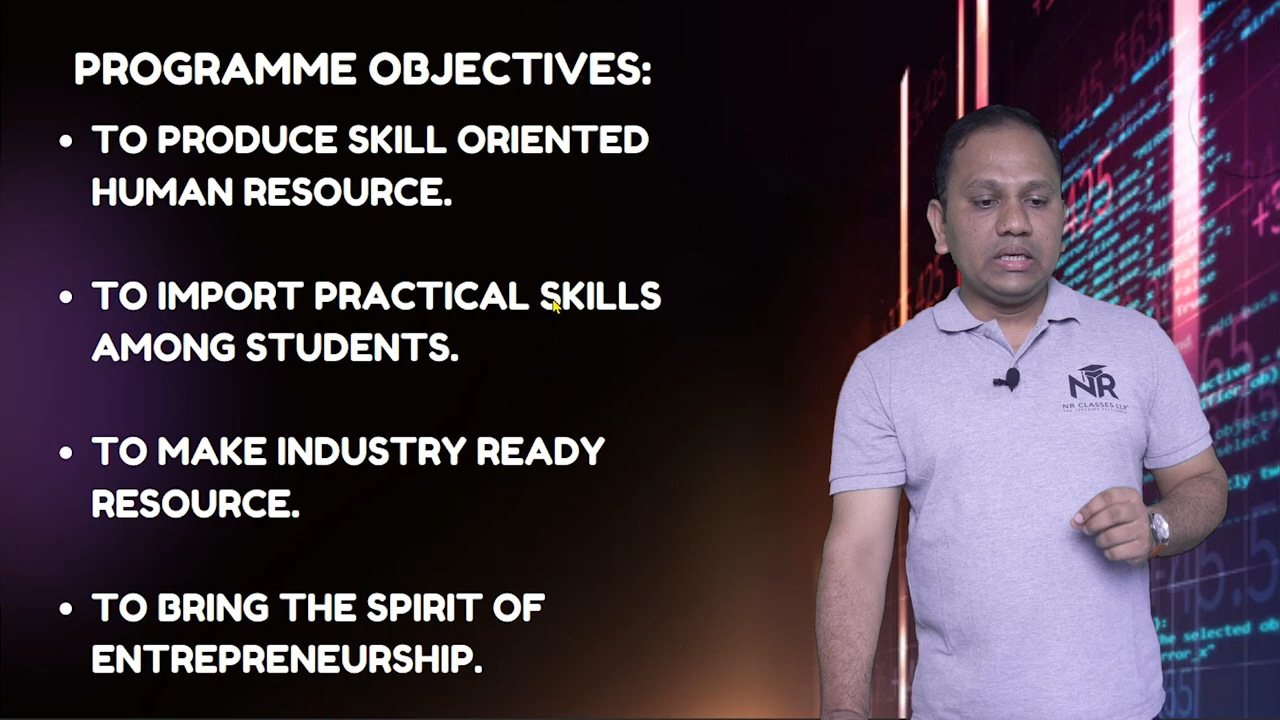 PROGRAMME OBJECTIVES:
• TO PRODUCE SKILL ORIENTED
HUMAN RESOURCE.
• TO IMPORT PRACTICAL SKILLS
AMONG STUDENTS.
• TO MAKE INDUSTRY READY
RESOURCE.
• TO BRING THE SPIRIT OF
ENTREPRENEURSHIP.
NR
NR CLASSES LLP